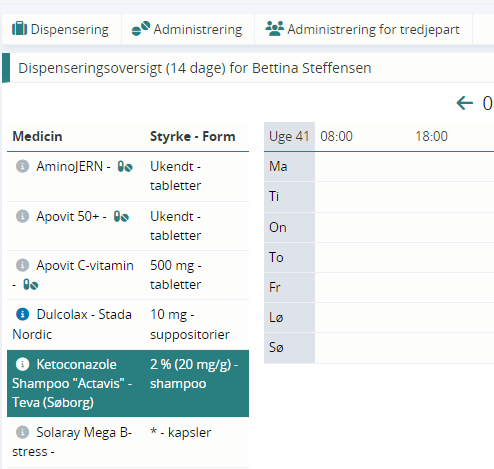 Dispensering Administrering Administrering for tredjepart
Dispenseringsoversigt (14 dage) for Bettina Steffensen
0
Medicin Styrke - Form
AminoJERN - Ukendt -
tabletter
Apovit 50+ - Ukendt -
tabletter
Apovit C-vitamin 500 mg -
- tabletter
Dulcolax - Stada 10 mg -
Nordic suppositorier
Ketoconazole 2 % (20 mg/g) -
Shampoo "Actavis" - shampoo
Teva (Søborg)
Solaray Mega B- * - kapsler
stress -
Uge 41 08:00 18:00
Ma
Ti
On
To
Fr
Lø
Sø